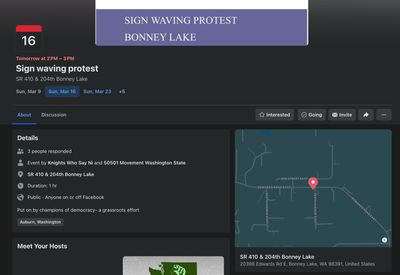 SIGN WAVING PROTEST
BONNEY LAKE
16
Tomorrow at 2 PM – 3 PM
Sign waving protest
SR 410 & 204th Bonney Lake
Sun, Mar 9
Sun, Mar 16
Sun, Mar 23
+5
About
Discussion
Interested
Going
Invite
Details
3 people responded
Event by Knights Who Say Ni and 50501 Movement Washington State
SR 410 & 204th Bonney Lake
Duration: 1 hr
Public · Anyone on or off Facebook
Put on by champions of democracy- a grassroots effort
Auburn, Washington
Meet Your Hosts
SR 410 & 204th Bonney Lake
20398 Edwards Rd E, Bonney Lake, WA 98391, United States